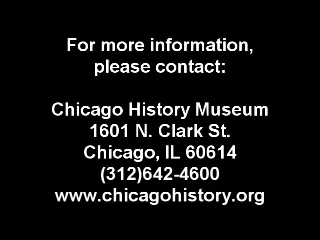 For more information,
please contact:
Chicago History Museum
1601 N. Clark St.
Chicago, IL 60614
(312)642-4600
www.chicagohistory.org